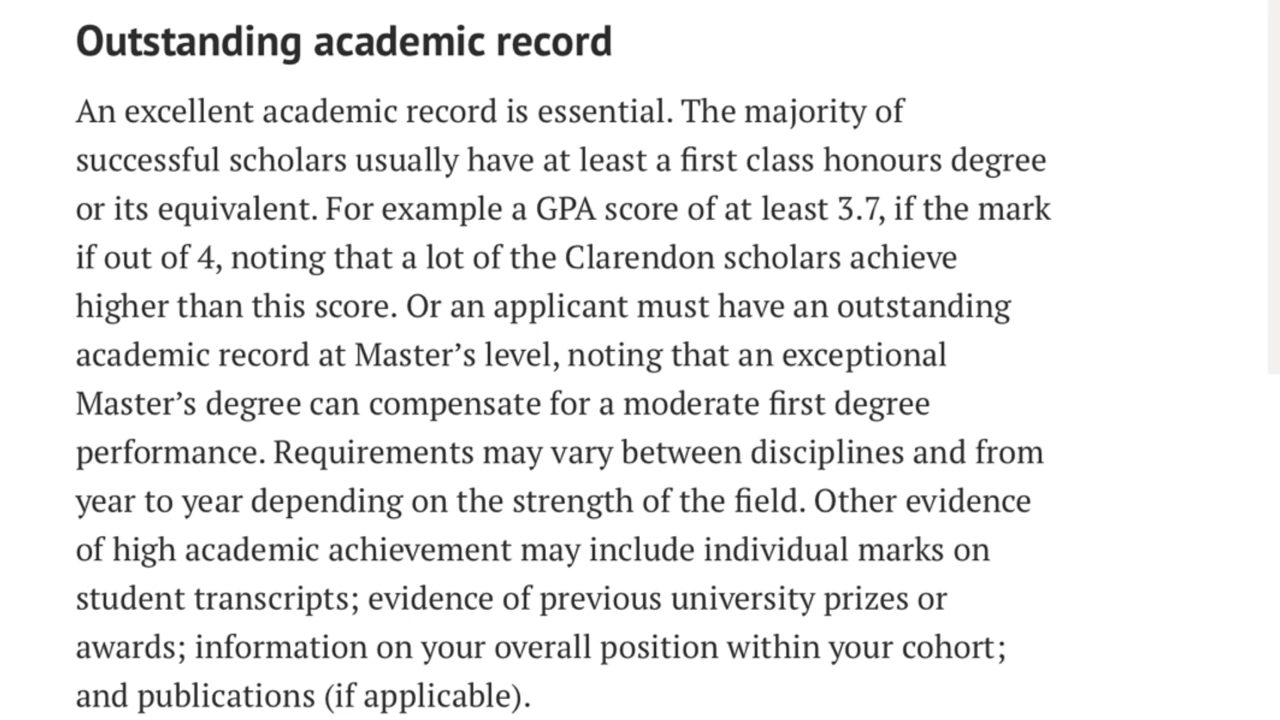 Outstanding academic record
An excellent academic record is essential. The majority of
successful scholars usually have at least a first class honours degree
or its equivalent. For example a GPA score of at least 3.7, if the mark
if out of 4, noting that a lot of the Clarendon scholars achieve
higher than this score. Or an applicant must have an outstanding
academic record at Master’s level, noting that an exceptional
Master’s degree can compensate for a moderate first degree
performance. Requirements may vary between disciplines and from
year to year depending on the strength of the field. Other evidence
of high academic achievement may include individual marks on
student transcripts; evidence of previous university prizes or
awards; information on your overall position within your cohort;
and publications (if applicable).